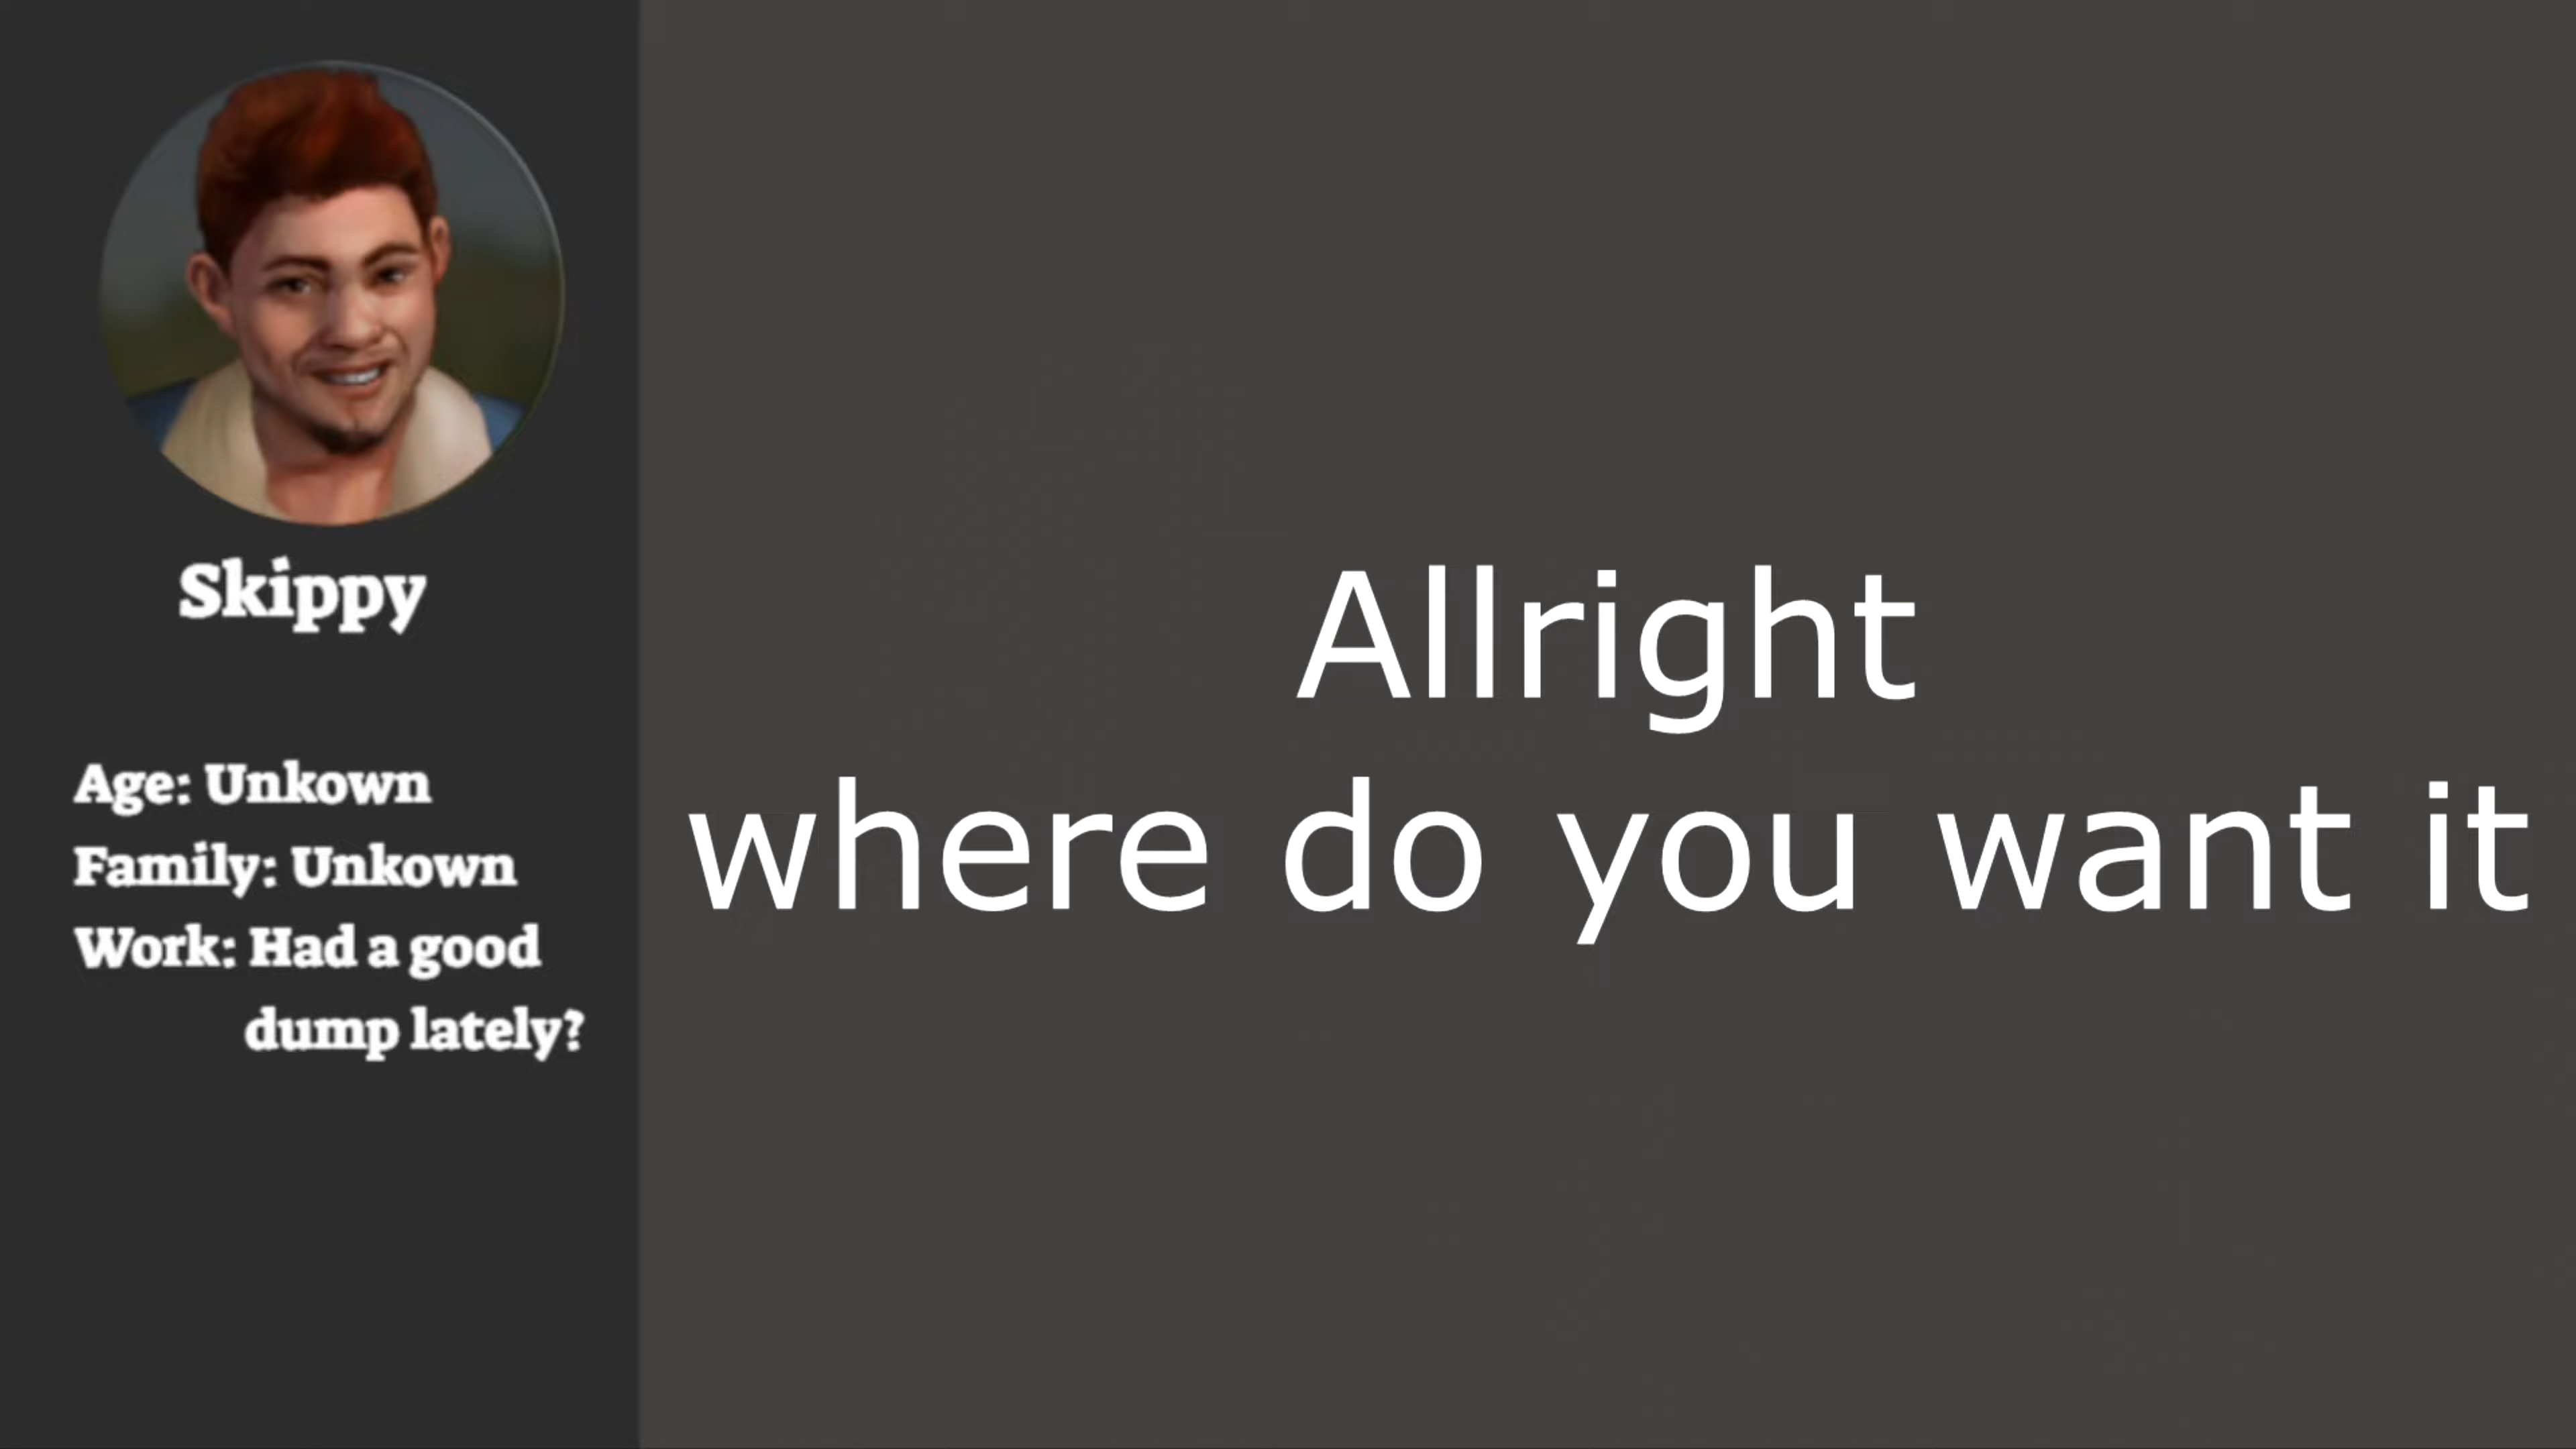 Skippy
Age: Unkown
Family: Unkown
Work: Had a good
dump lately?
Allright
where do you want it